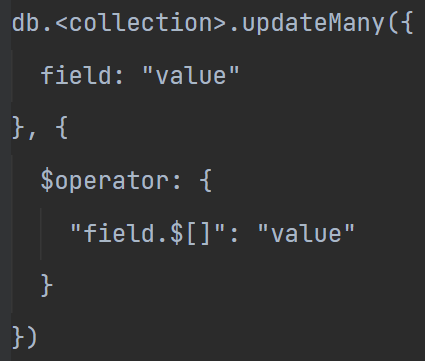 db.<collection>.updateMany({
  field: "value"
}, {
  $operator: {
    "field.$[]": "value"
  }
})